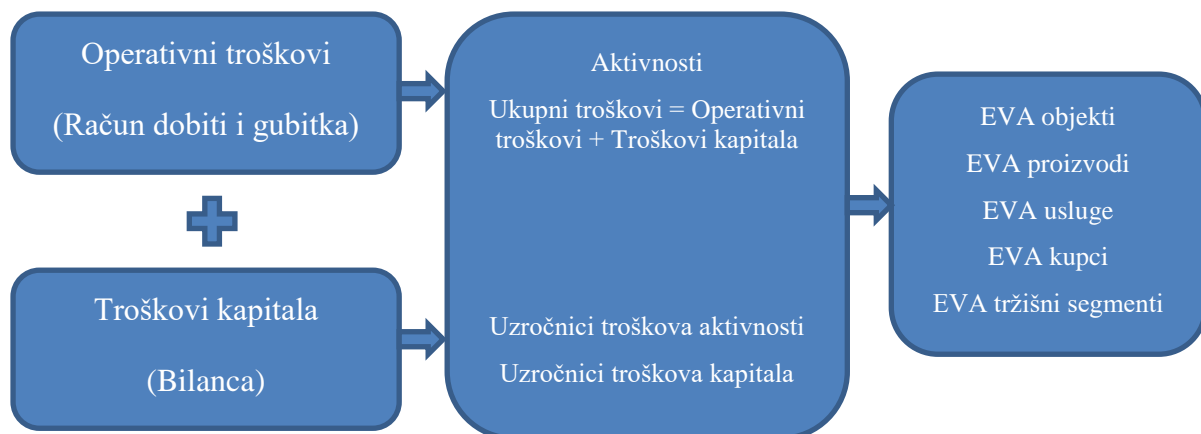 Operativni troškovi
(Račun dobiti i gubitka)
Troškovi kapitala
(Bilanca)
Aktivnosti
Ukupni troškovi = Operativni
troškovi + Troškovi kapitala
Uzročnici troškova aktivnosti
Uzročnici troškova kapitala
EVA objekti
EVA proizvodi
EVA usluge
EVA kupci
EVA tržišni segmenti